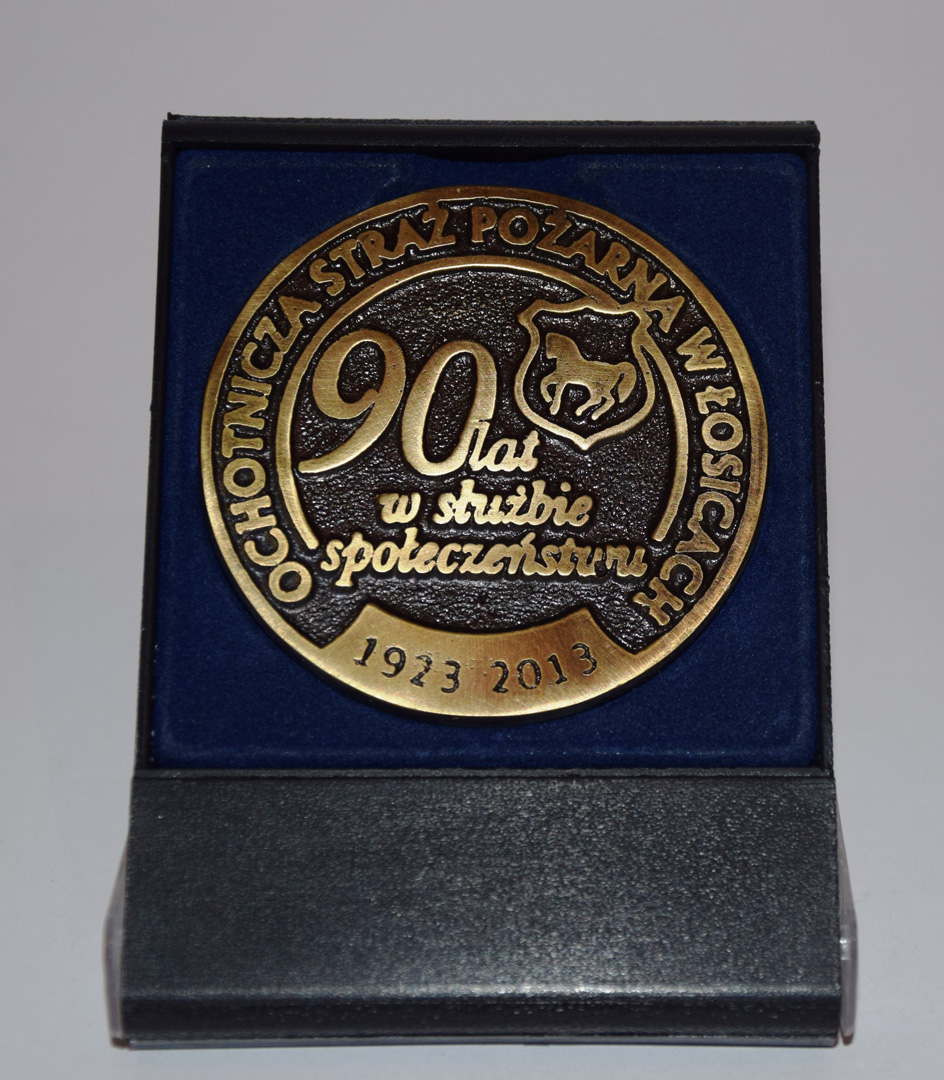 OCHOTNICZA STRAŻ POŻARNA W ŁOSICACH
90 lat
w służbie
społeczeństwu
1923 2013